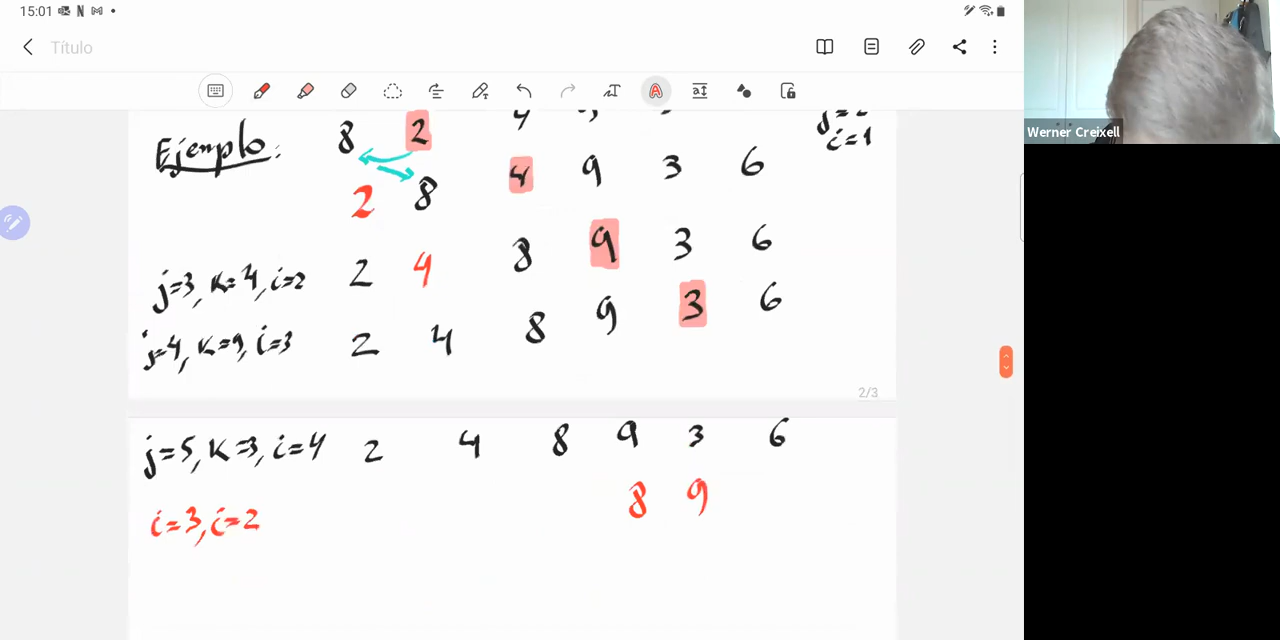 15:01
Título
Werner Creixell
Ejemplo: 8 2 4
i=1
4 9 3 6
2 8
j=3, K=4, i=2 2 4 8 9 3 6
j=4, K=9, i=3 2 4 8 9 3 6
2/3
j=5, K=3, i=4 2 4 8 9 3 6
8 9
i=3, i=2